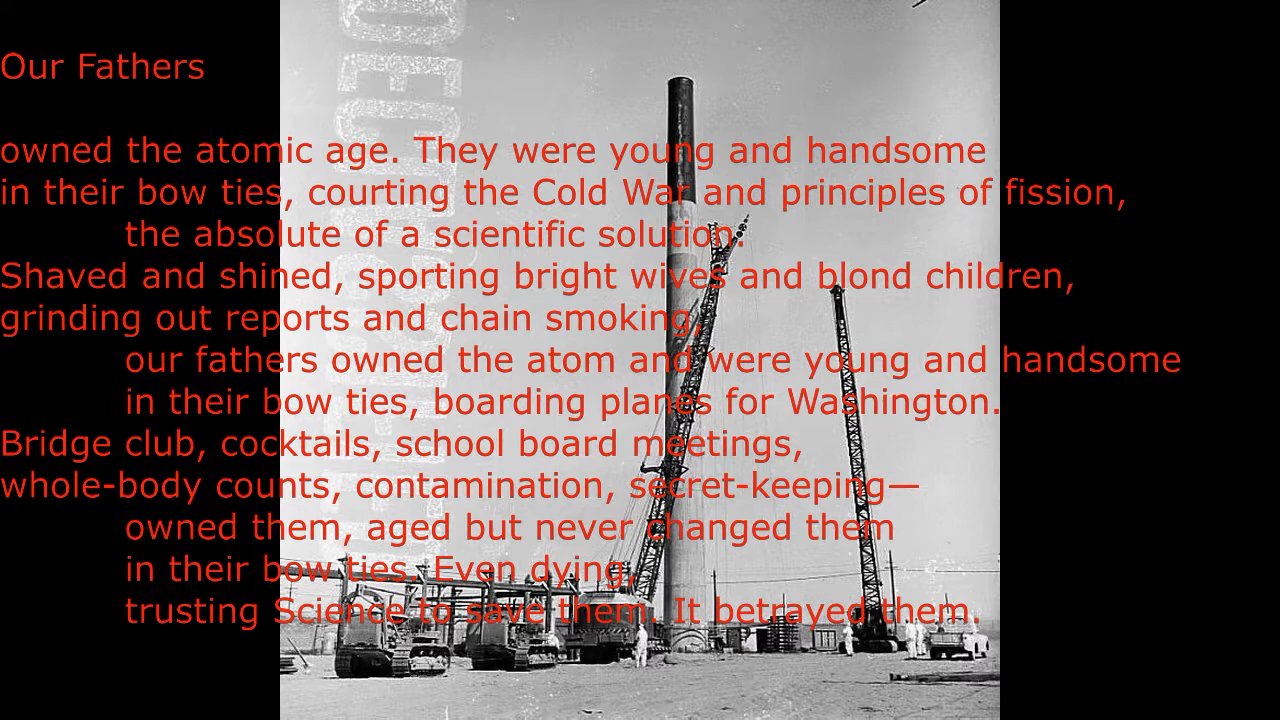 Our Fathers
owned the atomic age. They were young and handsome
in their bow ties, courting the Cold War and principles of fission,
the absolute of a scientific solution.
Shaved and shined, sporting bright wives and blond children,
grinding out reports and chain smoking,
our fathers owned the atom and were young and handsome
in their bow ties, boarding planes for Washington.
Bridge club, cocktails, school board meetings,
whole-body counts, contamination, secret-keeping—
owned them, aged but never changed them
in their bow ties. Even dying,
trusting Science to save them. It betrayed them.
DECLASSIFIED